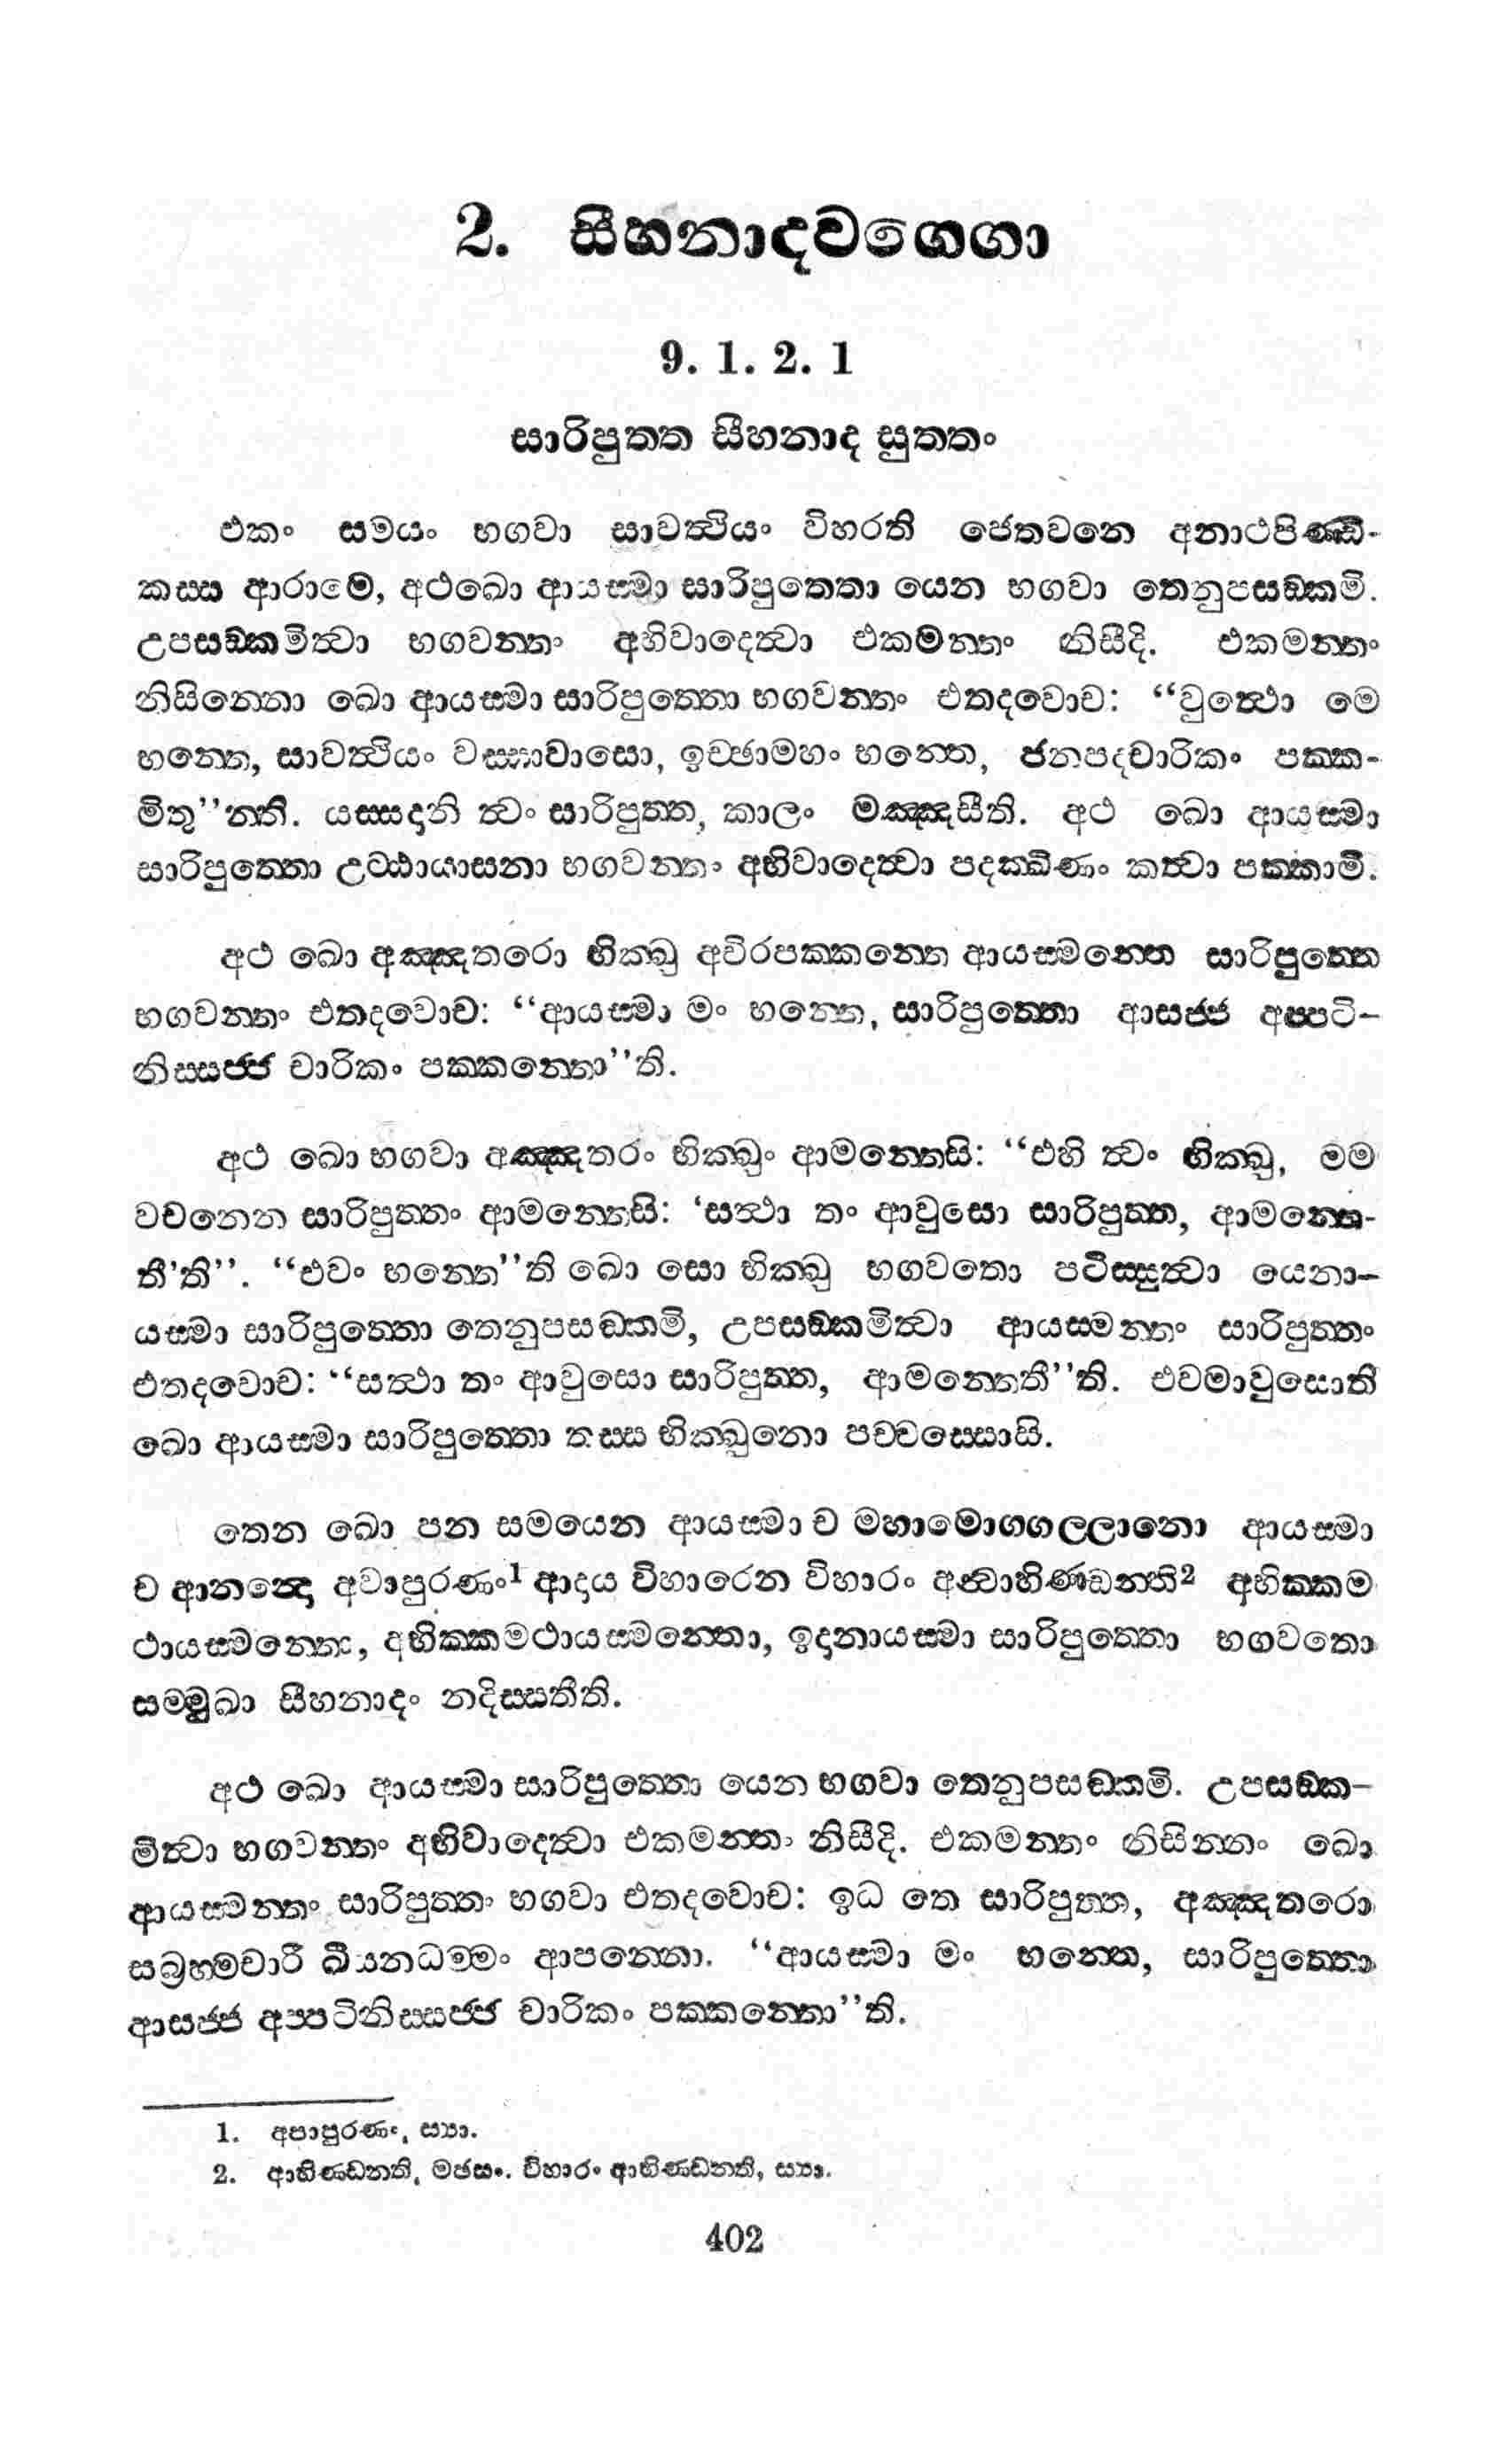 2. සීහනාදවග්ගො
9. 1. 2. 1
සාරිපුත්ත සීහනාද සුත්තං
එකං සමයං භගවා සාවත්ථියං විහරති ජෙතවනෙ අනාථපිණ්ඩි-
කස්ස ආරාමෙ, අථඛො ආයස්මා සාරිපුත්තො යෙන භගවා තෙනුපසඞ්කමි.
උපසඞ්කමිත්වා භගවන්තං අභිවාදෙත්වා එකමන්තං නිසීදි. එකමන්තං
නිසින්නො ඛො ආයස්මා සාරිපුත්තො භගවන්තං එතදවොච: “වුත්ථො මෙ
භන්තෙ, සාවත්ථියං වස්සාවාසො, ඉච්ඡාමහං භන්තෙ, ජනපදචාරිකං පක්ක-
මිතු”න්ති. යස්සදානි ත්වං සාරිපුත්ත, කාලං මඤ්ඤසීති. අථ ඛො ආයස්මා
සාරිපුත්තො උට්ඨායාසනා භගවන්තං අභිවාදෙත්වා පදක්ඛිණං කත්වා පක්කාමි.
අථ ඛො අඤ්ඤතරො භික්ඛු අචිරපක්කන්තෙ ආයස්මන්තෙ සාරිපුත්තෙ
භගවන්තං එතදවොච: “ආයස්මා මං භන්තෙ, සාරිපුත්තො ආසජ්ජ අප්පටි-
නිස්සජ්ජ චාරිකං පක්කන්තො”ති.
අථ ඛො භගවා අඤ්ඤතරං භික්ඛුං ආමන්තෙසි: “එහි ත්වං භික්ඛු, මම
වචනෙන සාරිපුත්තං ආමන්තෙසි: ‘සත්ථා තං ආවුසො සාරිපුත්ත, ආමන්තෙ-
තී’ති”. “එවං භන්තෙ”ති ඛො සො භික්ඛු භගවතො පටිස්සුත්වා යෙනා-
යස්මා සාරිපුත්තො තෙනුපසඞ්කමි, උපසඞ්කමිත්වා ආයස්මන්තං සාරිපුත්තං
එතදවොච: “සත්ථා තං ආවුසො සාරිපුත්ත, ආමන්තෙතී”ති. එවමාවුසොති
ඛො ආයස්මා සාරිපුත්තො තස්ස භික්ඛුනො පච්චස්සොසි.
තෙන ඛො පන සමයෙන ආයස්මා ච මහාමොග්ගල්ලානො ආයස්මා
ච ආනන්දො අවාපුරණං1 ආදාය විහාරෙන විහාරං අන්වාහිණ්ඩන්ති2 අභික්කම
ථායස්මන්තො, අභික්කමථායස්මන්තො, ඉදානායස්මා සාරිපුත්තො භගවතො
සම්මුඛා සීහනාදං නදිස්සතීති.
අථ ඛො ආයස්මා සාරිපුත්තො යෙන භගවා තෙනුපසඞ්කමි. උපසඞ්ක-
මිත්වා භගවන්තං අභිවාදෙත්වා එකමන්තං නිසීදි. එකමන්තං නිසින්නං ඛො
ආයස්මන්තං සාරිපුත්තං භගවා එතදවොච: ඉධ තෙ සාරිපුත්ත, අඤ්ඤතරො
සබ්‍රහ්මචාරී ඛීයනධම්මං ආපන්නො. “ආයස්මා මං භන්තෙ, සාරිපුත්තො
ආසජ්ජ අප්පටිනිස්සජ්ජ චාරිකං පක්කන්තො”ති.
1. අපාපුරණං, ස්‍යා.
2. ආභිණ්ඩන්ති, මඡසං. විහාරං ආභිණ්ඩන්ති, ස්‍යා.
402